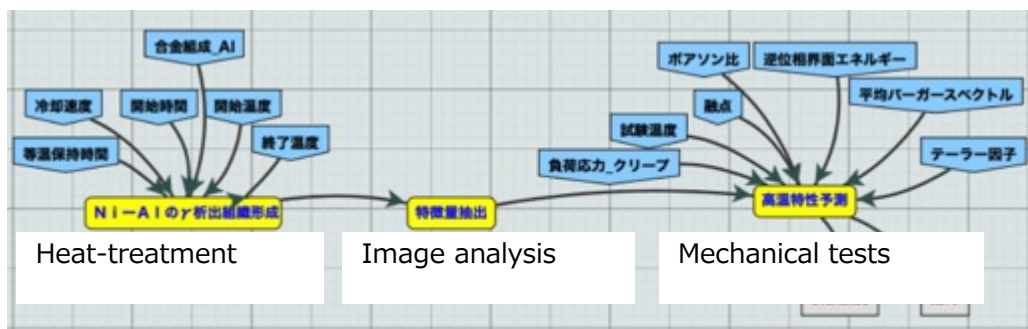 合金組成_Al
ポアソン比
逆位相界面エネルギー
冷却速度
開始時間
開始温度
融点
平均バーガースベクトル
等温保持時間
終了温度
試験温度
負荷応力_クリープ
テーラー因子
Ni－Alのγ析出組織形成
特徴量抽出
高温特性予測
Heat-treatment
Image analysis
Mechanical tests